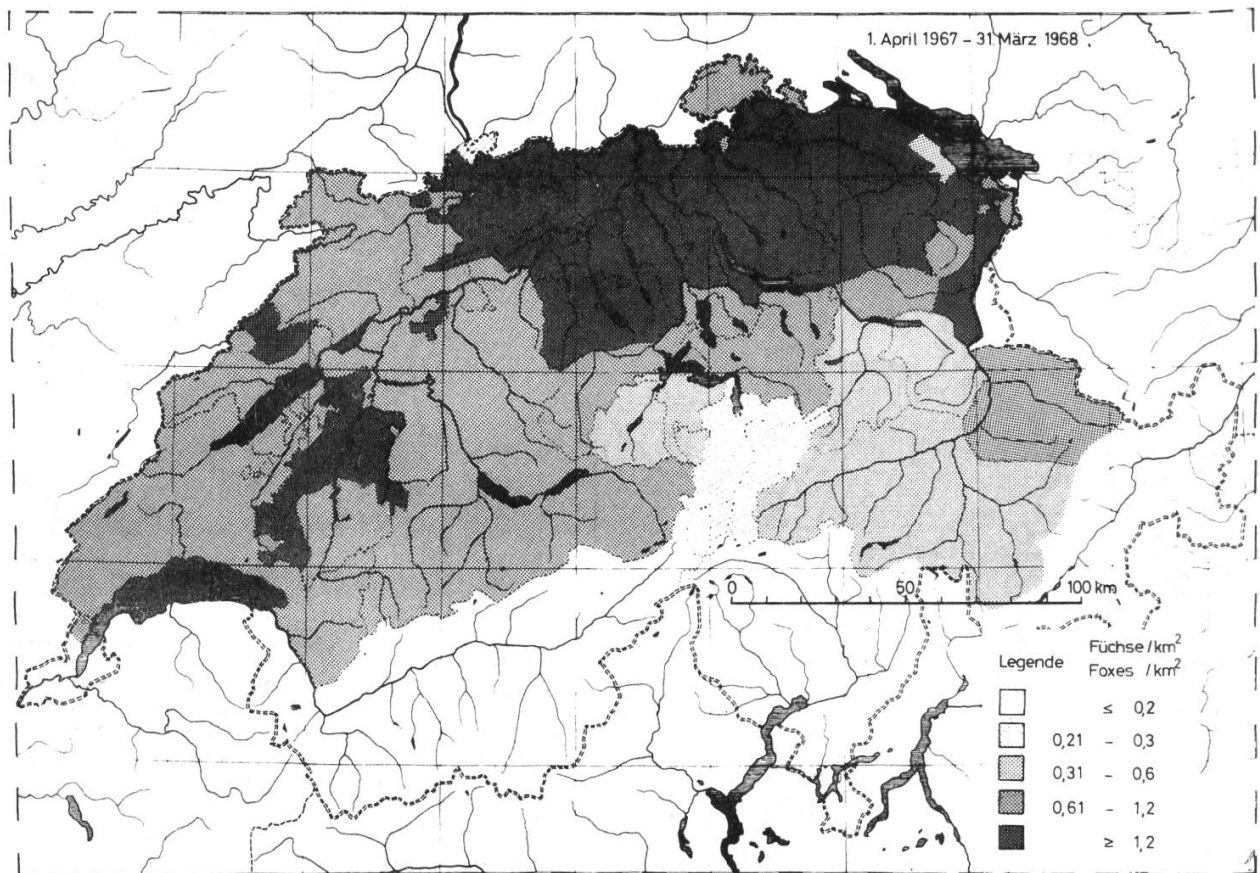 1. April 1967 – 31. März 1968
0 50 100 km
Legende Füchse / km²
Foxes / km²
≤ 0,2
0,21 – 0,3
0,31 – 0,6
0,61 – 1,2
≥ 1,2